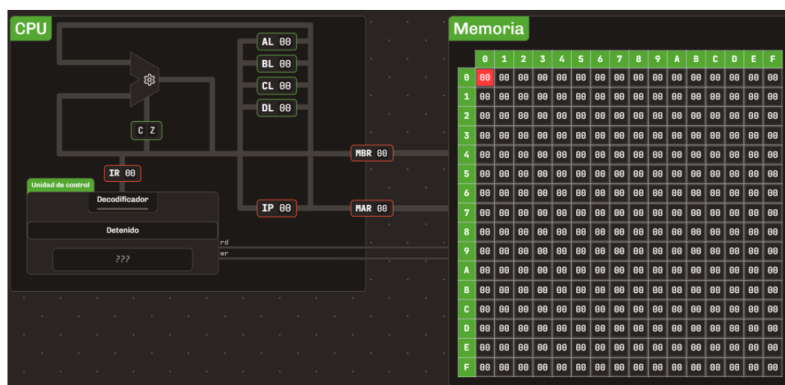 CPU
AL 00
BL 00
CL 00
DL 00
C Z
MBR 00
IR 00
Unidad de control
Decodificador
IP 00
MAR 00
Detenido
rd
wr
???
Memoria
0 1 2 3 4 5 6 7 8 9 A B C D E F
0 00 00 00 00 00 00 00 00 00 00 00 00 00 00 00 00
1 00 00 00 00 00 00 00 00 00 00 00 00 00 00 00 00
2 00 00 00 00 00 00 00 00 00 00 00 00 00 00 00 00
3 00 00 00 00 00 00 00 00 00 00 00 00 00 00 00 00
4 00 00 00 00 00 00 00 00 00 00 00 00 00 00 00 00
5 00 00 00 00 00 00 00 00 00 00 00 00 00 00 00 00
6 00 00 00 00 00 00 00 00 00 00 00 00 00 00 00 00
7 00 00 00 00 00 00 00 00 00 00 00 00 00 00 00 00
8 00 00 00 00 00 00 00 00 00 00 00 00 00 00 00 00
9 00 00 00 00 00 00 00 00 00 00 00 00 00 00 00 00
A 00 00 00 00 00 00 00 00 00 00 00 00 00 00 00 00
B 00 00 00 00 00 00 00 00 00 00 00 00 00 00 00 00
C 00 00 00 00 00 00 00 00 00 00 00 00 00 00 00 00
D 00 00 00 00 00 00 00 00 00 00 00 00 00 00 00 00
E 00 00 00 00 00 00 00 00 00 00 00 00 00 00 00 00
F 00 00 00 00 00 00 00 00 00 00 00 00 00 00 00 00